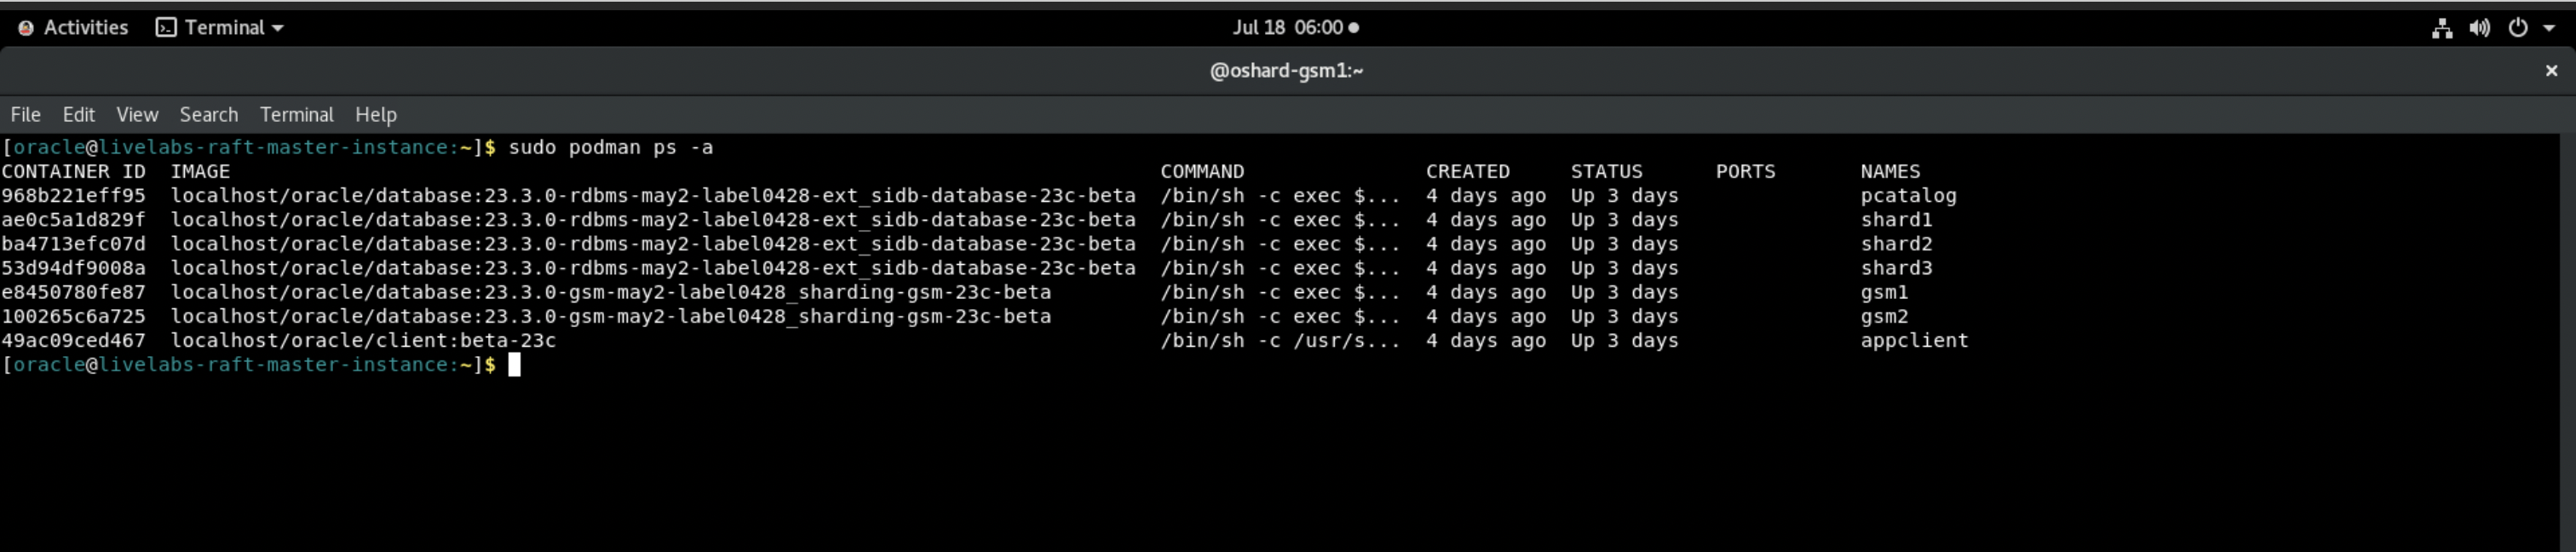 Activities Terminal Jul 18 06:00
@oshard-gsm1:~ ×
File Edit View Search Terminal Help
[oracle@livelabs-raft-master-instance:~]$ sudo podman ps -a
CONTAINER ID IMAGE COMMAND CREATED STATUS PORTS NAMES
968b221eff95 localhost/oracle/database:23.3.0-rdbms-may2-label0428-ext_sidb-database-23c-beta /bin/sh -c exec $... 4 days ago Up 3 days pcatalog
ae0c5a1d829f localhost/oracle/database:23.3.0-rdbms-may2-label0428-ext_sidb-database-23c-beta /bin/sh -c exec $... 4 days ago Up 3 days shard1
ba4713efc07d localhost/oracle/database:23.3.0-rdbms-may2-label0428-ext_sidb-database-23c-beta /bin/sh -c exec $... 4 days ago Up 3 days shard2
53d94df9008a localhost/oracle/database:23.3.0-rdbms-may2-label0428-ext_sidb-database-23c-beta /bin/sh -c exec $... 4 days ago Up 3 days shard3
e8450780fe87 localhost/oracle/database:23.3.0-gsm-may2-label0428_sharding-gsm-23c-beta /bin/sh -c exec $... 4 days ago Up 3 days gsm1
100265c6a725 localhost/oracle/database:23.3.0-gsm-may2-label0428_sharding-gsm-23c-beta /bin/sh -c exec $... 4 days ago Up 3 days gsm2
49ac09ced467 localhost/oracle/client:beta-23c /bin/sh -c /usr/s... 4 days ago Up 3 days appclient
[oracle@livelabs-raft-master-instance:~]$